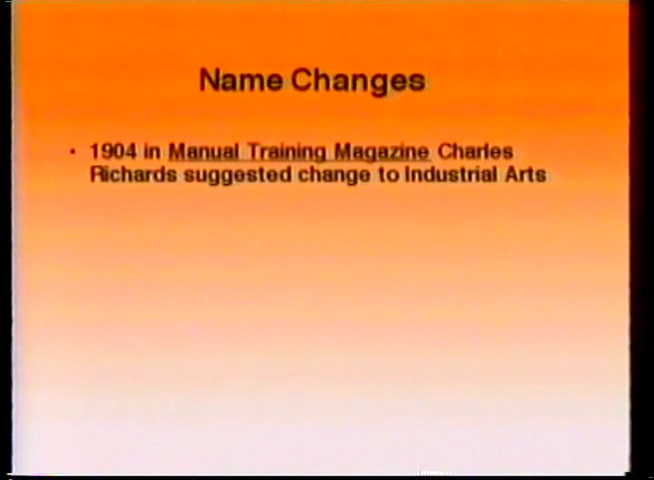 Name Changes
• 1904 in Manual Training Magazine Charles
Richards suggested change to Industrial Arts